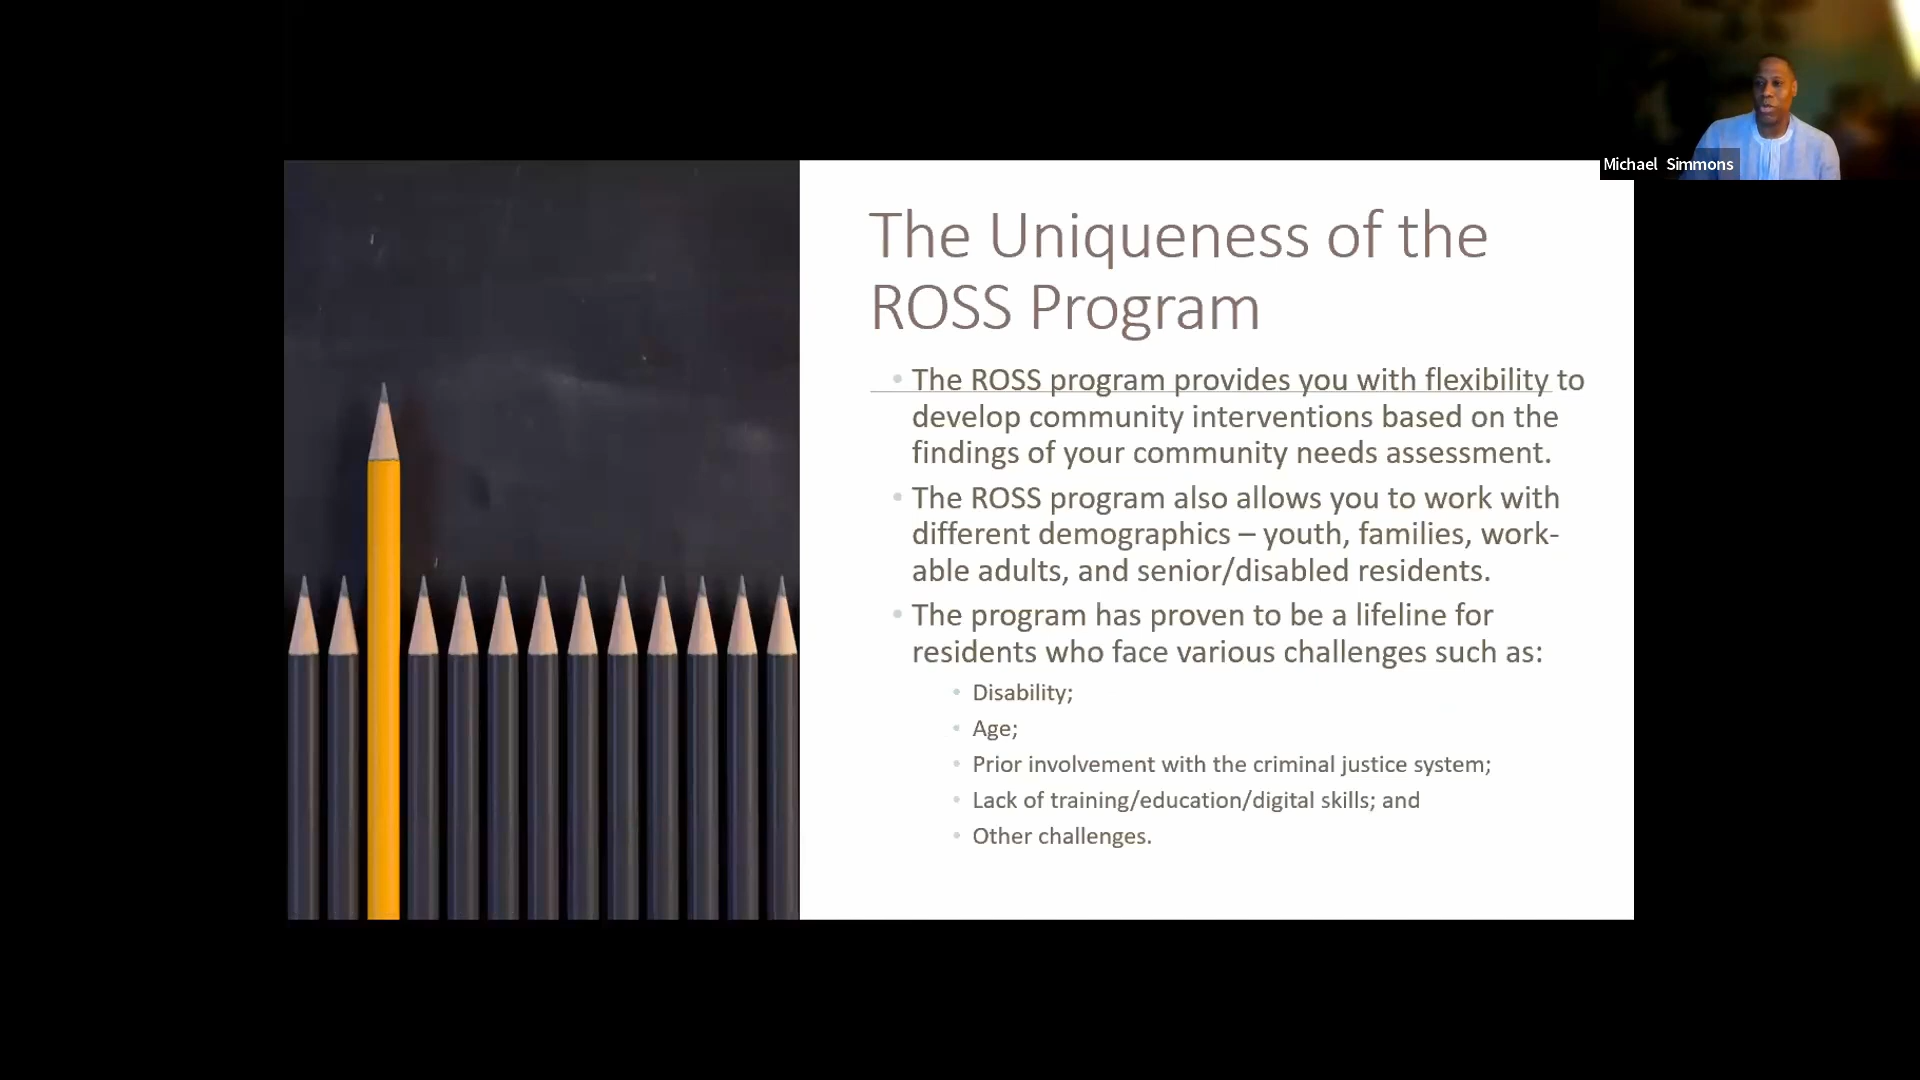 Michael Simmons
The Uniqueness of the
ROSS Program
• The ROSS program provides you with flexibility to
develop community interventions based on the
findings of your community needs assessment.
• The ROSS program also allows you to work with
different demographics – youth, families, work-
able adults, and senior/disabled residents.
• The program has proven to be a lifeline for
residents who face various challenges such as:
• Disability;
• Age;
• Prior involvement with the criminal justice system;
• Lack of training/education/digital skills; and
• Other challenges.